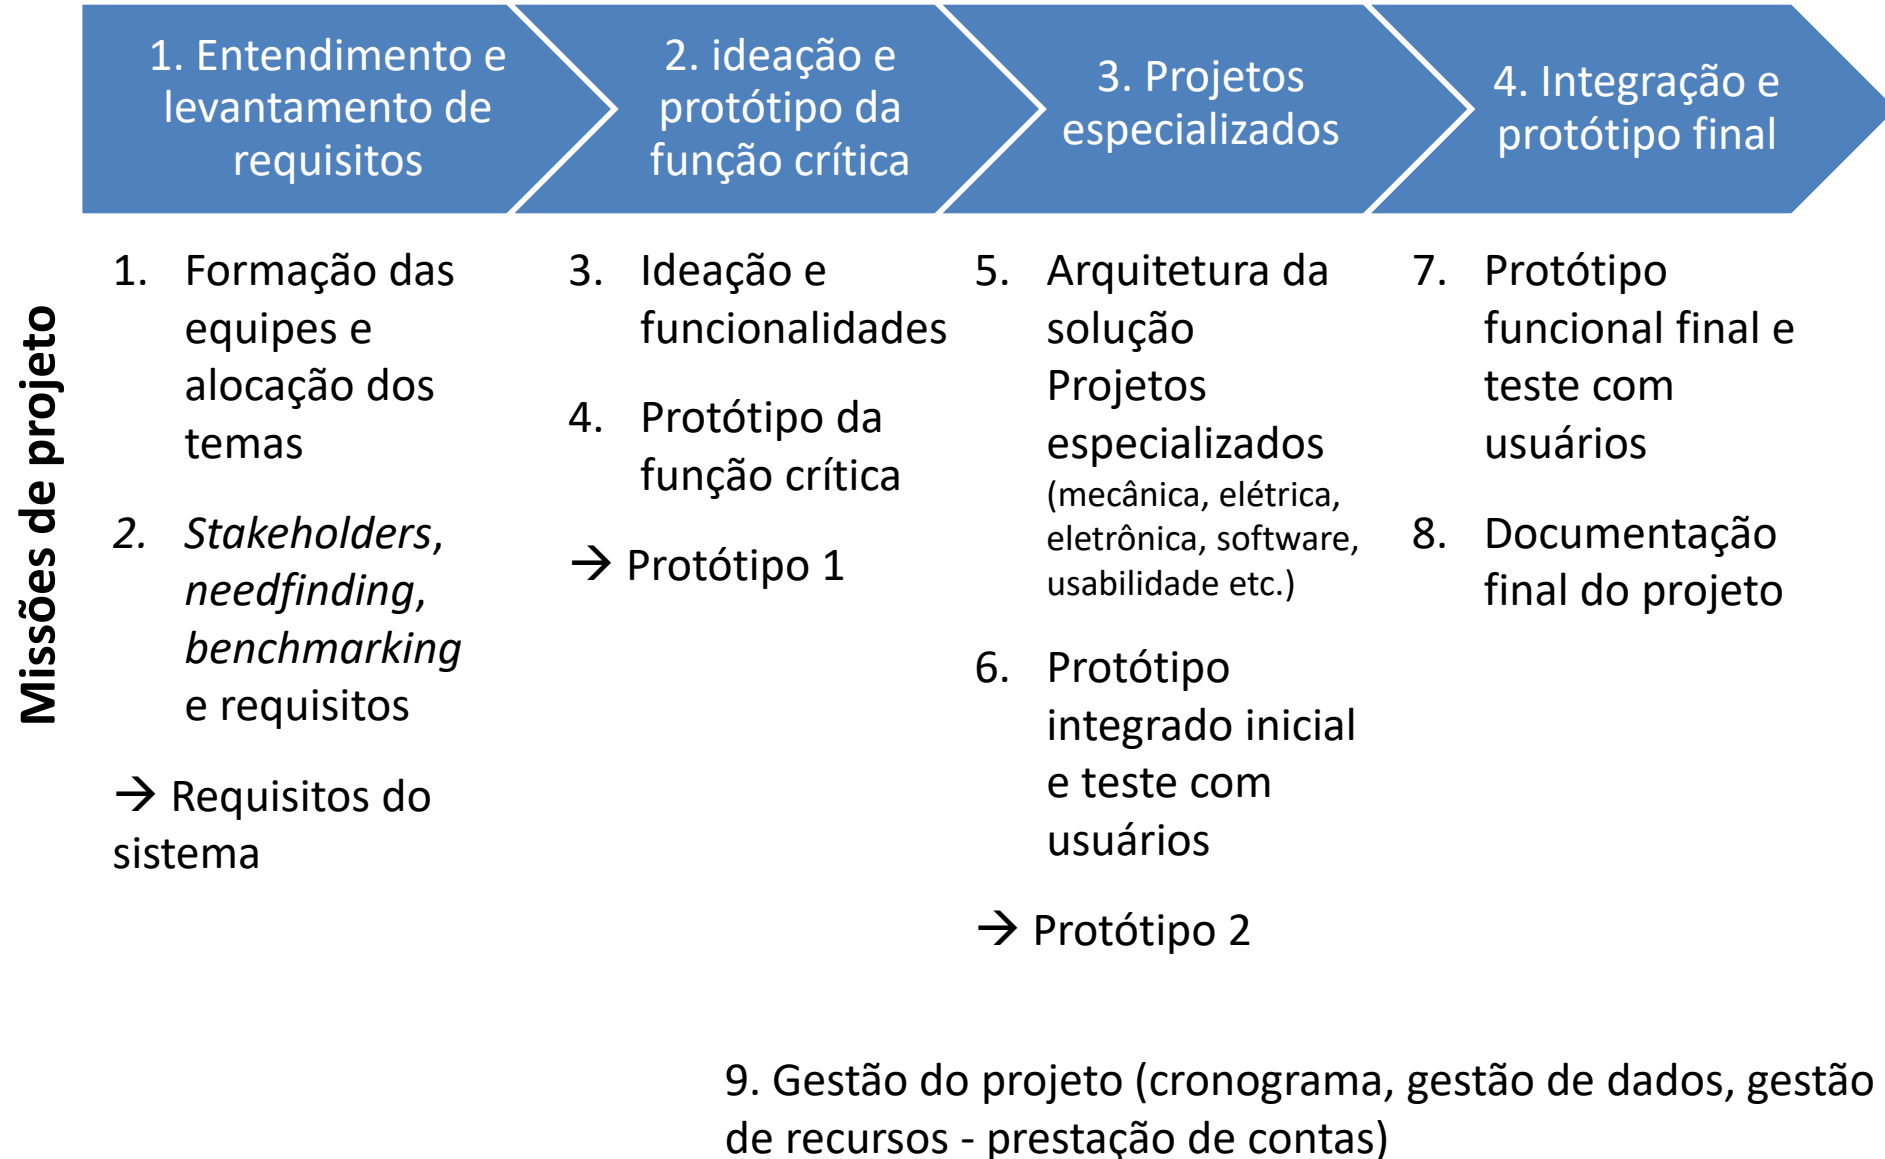 1. Entendimento e
levantamento de
requisitos
2. ideação e
protótipo da
função crítica
3. Projetos
especializados
4. Integração e
protótipo final
Missões de projeto
1. Formação das
equipes e
alocação dos
temas
2. Stakeholders,
needfinding,
benchmarking
e requisitos
→ Requisitos do
sistema
3. Ideação e
funcionalidades
4. Protótipo da
função crítica
→ Protótipo 1
5. Arquitetura da
solução
Projetos
especializados
(mecânica, elétrica,
eletrônica, software,
usabilidade etc.)
6. Protótipo
integrado inicial
e teste com
usuários
→ Protótipo 2
7. Protótipo
funcional final e
teste com
usuários
8. Documentação
final do projeto
9. Gestão do projeto (cronograma, gestão de dados, gestão
de recursos - prestação de contas)